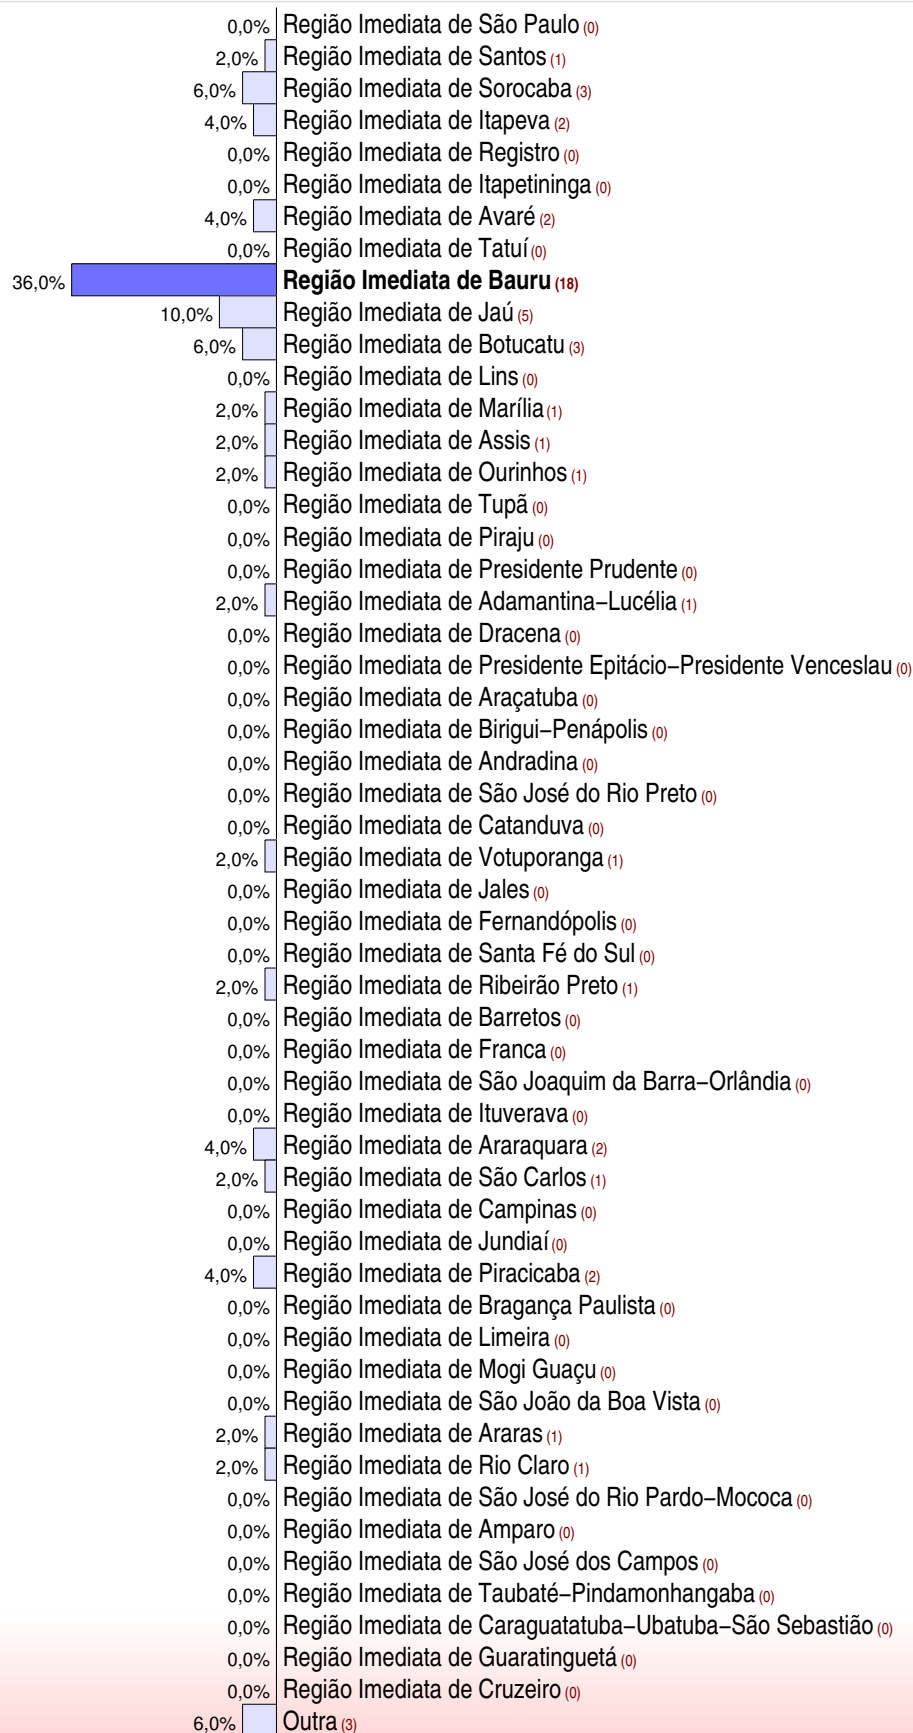 0,0% Região Imediata de São Paulo (0)
2,0% Região Imediata de Santos (1)
6,0% Região Imediata de Sorocaba (3)
4,0% Região Imediata de Itapeva (2)
0,0% Região Imediata de Registro (0)
0,0% Região Imediata de Itapetininga (0)
4,0% Região Imediata de Avaré (2)
0,0% Região Imediata de Tatuí (0)
36,0% Região Imediata de Bauru (18)
10,0% Região Imediata de Jaú (5)
6,0% Região Imediata de Botucatu (3)
0,0% Região Imediata de Lins (0)
2,0% Região Imediata de Marília (1)
2,0% Região Imediata de Assis (1)
2,0% Região Imediata de Ourinhos (1)
0,0% Região Imediata de Tupã (0)
0,0% Região Imediata de Piraju (0)
0,0% Região Imediata de Presidente Prudente (0)
2,0% Região Imediata de Adamantina−Lucélia (1)
0,0% Região Imediata de Dracena (0)
0,0% Região Imediata de Presidente Epitácio−Presidente Venceslau (0)
0,0% Região Imediata de Araçatuba (0)
0,0% Região Imediata de Birigui−Penápolis (0)
0,0% Região Imediata de Andradina (0)
0,0% Região Imediata de São José do Rio Preto (0)
0,0% Região Imediata de Catanduva (0)
2,0% Região Imediata de Votuporanga (1)
0,0% Região Imediata de Jales (0)
0,0% Região Imediata de Fernandópolis (0)
0,0% Região Imediata de Santa Fé do Sul (0)
2,0% Região Imediata de Ribeirão Preto (1)
0,0% Região Imediata de Barretos (0)
0,0% Região Imediata de Franca (0)
0,0% Região Imediata de São Joaquim da Barra−Orlândia (0)
0,0% Região Imediata de Ituverava (0)
4,0% Região Imediata de Araraquara (2)
2,0% Região Imediata de São Carlos (1)
0,0% Região Imediata de Campinas (0)
0,0% Região Imediata de Jundiaí (0)
4,0% Região Imediata de Piracicaba (2)
0,0% Região Imediata de Bragança Paulista (0)
0,0% Região Imediata de Limeira (0)
0,0% Região Imediata de Mogi Guaçu (0)
0,0% Região Imediata de São João da Boa Vista (0)
2,0% Região Imediata de Araras (1)
2,0% Região Imediata de Rio Claro (1)
0,0% Região Imediata de São José do Rio Pardo−Mococa (0)
0,0% Região Imediata de Amparo (0)
0,0% Região Imediata de São José dos Campos (0)
0,0% Região Imediata de Taubaté−Pindamonhangaba (0)
0,0% Região Imediata de Caraguatatuba−Ubatuba−São Sebastião (0)
0,0% Região Imediata de Guaratinguetá (0)
0,0% Região Imediata de Cruzeiro (0)
6,0% Outra (3)